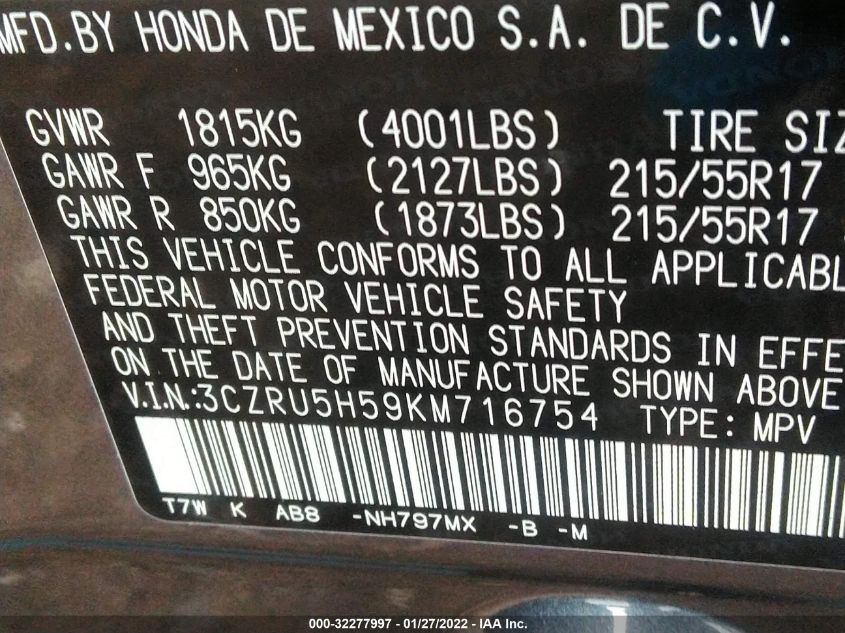 MFD.BY HONDA DE MEXICO S.A. DE C.V.
GVWR 1815KG (4001LBS) TIRE SIZ
GAWR F 965KG (2127LBS) 215/55R17
GAWR R 850KG (1873LBS) 215/55R17
THIS VEHICLE CONFORMS TO ALL APPLICABL
FEDERAL MOTOR VEHICLE SAFETY
AND THEFT PREVENTION STANDARDS IN EFFE
ON THE DATE OF MANUFACTURE SHOWN ABOVE
V.I.N.:3CZRU5H59KM716754 TYPE: MPV
T7W K AB8 -NH797MX -B -M
000-32277997 - 01/27/2022 - IAA Inc.